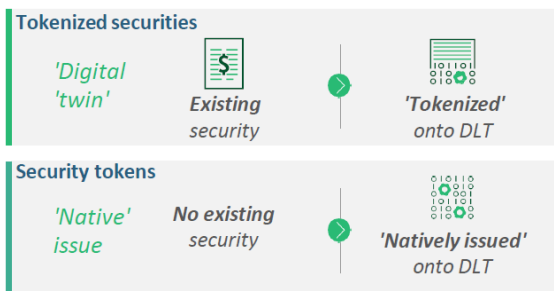 Tokenized securities
'Digital
'twin'
$
Existing
security
'Tokenized'
onto DLT
Security tokens
'Native'
issue
No existing
security
'Natively issued'
onto DLT